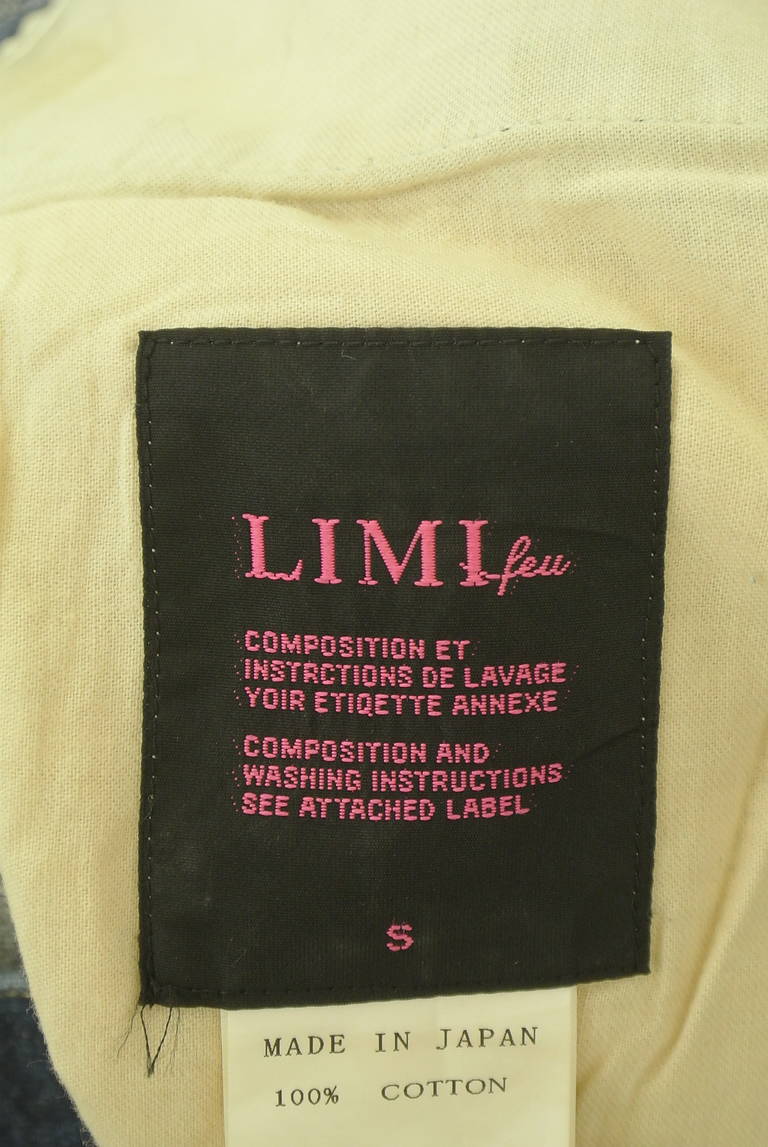 LIMI feu
COMPOSITION ET
INSTRCTIONS DE LAVAGE
YOIR ETIQETTE ANNEXE
COMPOSITION AND
WASHING INSTRUCTIONS
SEE ATTACHED LABEL
S
MADE IN JAPAN
100% COTTON